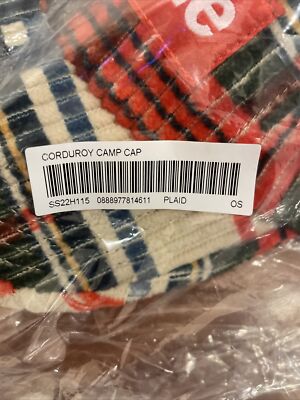 CORDUROY CAMP CAP
SS22H115 0888977814611 PLAID OS